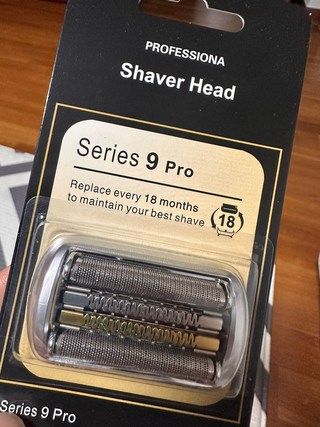 PROFESSIONA
Shaver Head
Series 9 Pro
Replace every 18 months
to maintain your best shave
18
Series 9 Pro